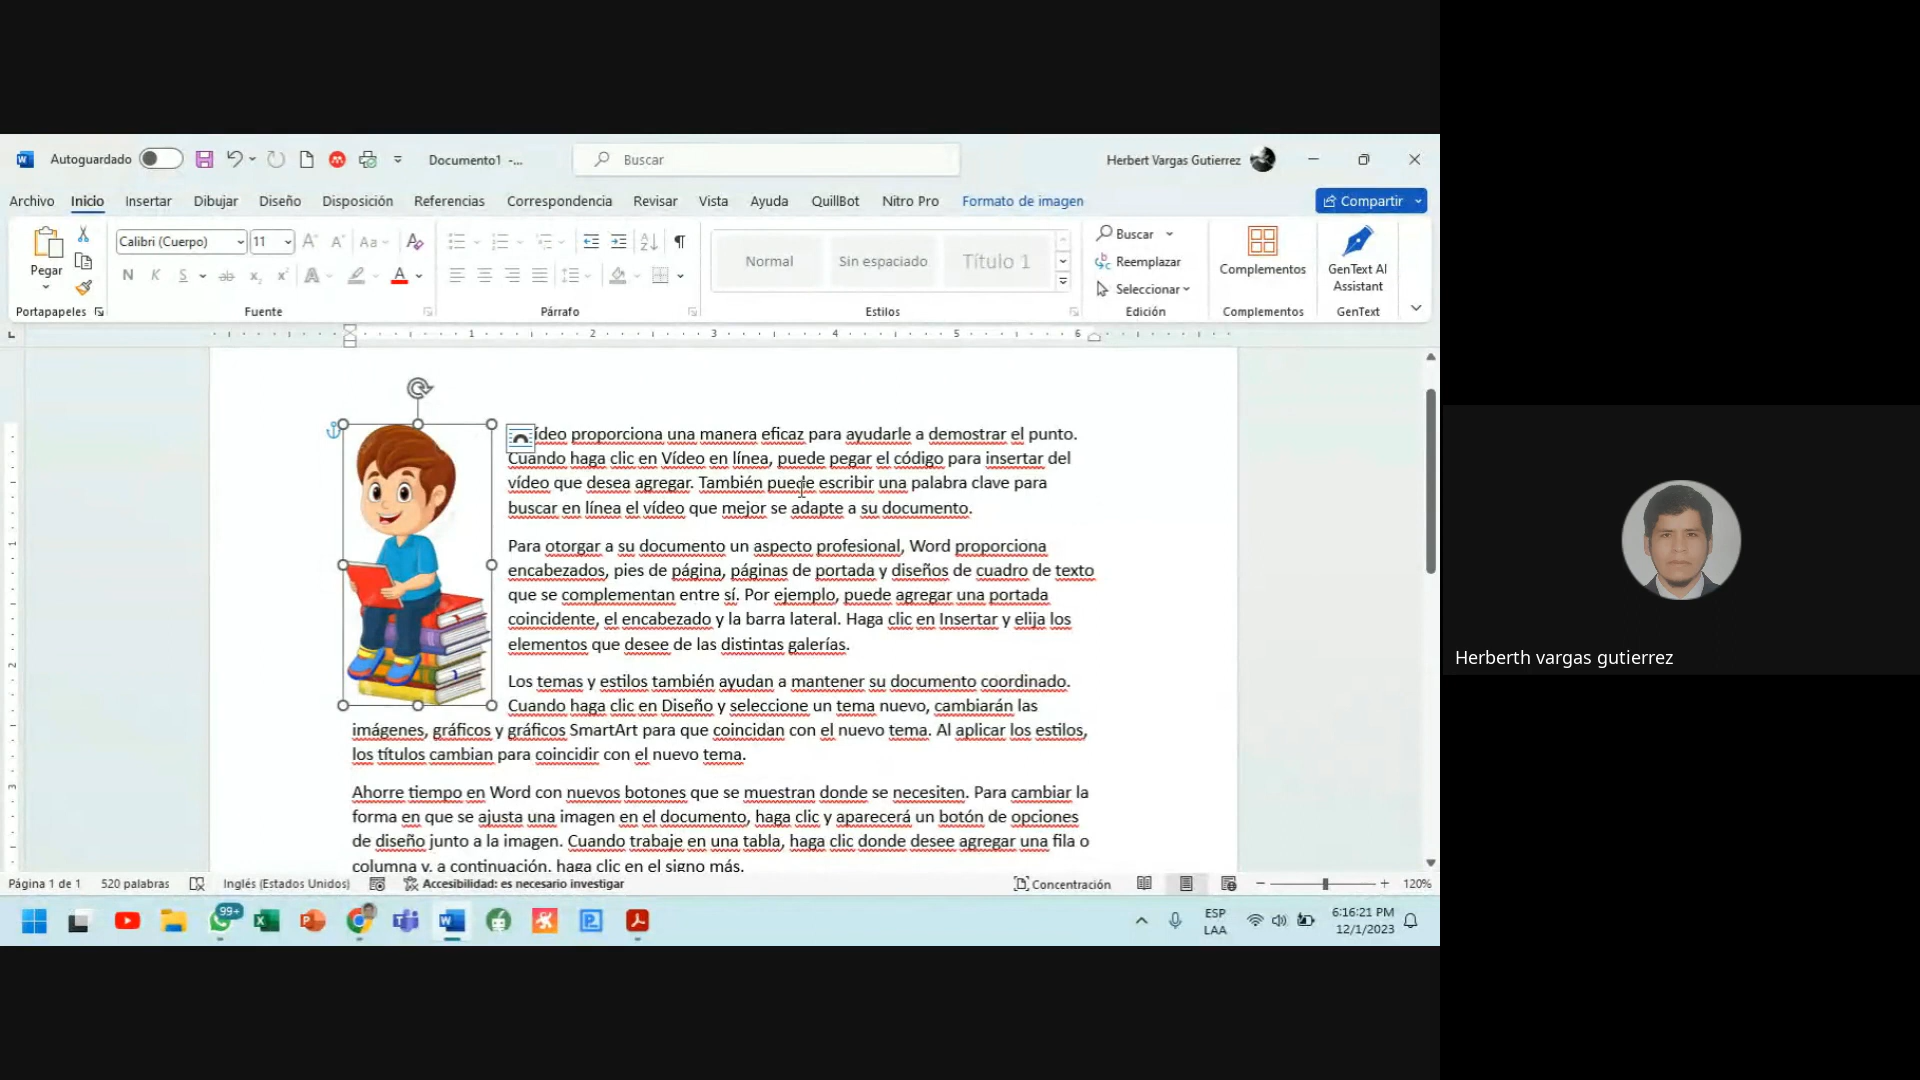 Autoguardado
Documento1 -...
Buscar
Herbert Vargas Gutierrez
Archivo Inicio Insertar Dibujar Diseño Disposición Referencias Correspondencia Revisar Vista Ayuda QuillBot Nitro Pro Formato de imagen Compartir
Calibri (Cuerpo) 11 Aa
Pegar
N K S ab x₂ x² A A
Normal Sin espaciado Título 1
Buscar
Reemplazar
Seleccionar
Complementos
GenText AI
Assistant
Portapapeles Fuente Párrafo Estilos Edición Complementos GenText
1 2 3 4 5 6
ídeo proporciona una manera eficaz para ayudarle a demostrar el punto.
Cuando haga clic en Vídeo en línea, puede pegar el código para insertar del
vídeo que desea agregar. También puede escribir una palabra clave para
buscar en línea el vídeo que mejor se adapte a su documento.
Para otorgar a su documento un aspecto profesional, Word proporciona
encabezados, pies de página, páginas de portada y diseños de cuadro de texto
que se complementan entre sí. Por ejemplo, puede agregar una portada
coincidente, el encabezado y la barra lateral. Haga clic en Insertar y elija los
elementos que desee de las distintas galerías.
Los temas y estilos también ayudan a mantener su documento coordinado.
Cuando haga clic en Diseño y seleccione un tema nuevo, cambiarán las
imágenes, gráficos y gráficos SmartArt para que coincidan con el nuevo tema. Al aplicar los estilos,
los títulos cambian para coincidir con el nuevo tema.
Ahorre tiempo en Word con nuevos botones que se muestran donde se necesiten. Para cambiar la
forma en que se ajusta una imagen en el documento, haga clic y aparecerá un botón de opciones
de diseño junto a la imagen. Cuando trabaje en una tabla, haga clic donde desee agregar una fila o
columna y, a continuación, haga clic en el signo más.
Página 1 de 1 520 palabras Inglés (Estados Unidos) Accesibilidad: es necesario investigar Concentración 120%
99+
ESP
LAA
6:16:21 PM
12/1/2023
Herberth vargas gutierrez